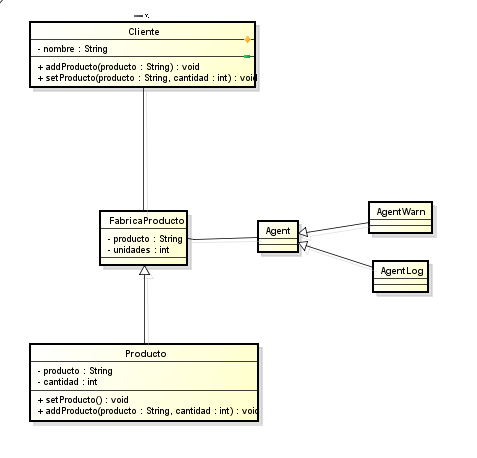 Cliente
- nombre : String
+ addProducto(producto : String) : void
+ setProducto(producto : String, cantidad : int) : void
FabricaProducto
- producto : String
- unidades : int
Agent
AgentWarn
AgentLog
Producto
- producto : String
- cantidad : int
+ setProducto() : void
+ addProducto(producto : String, cantidad : int) : void